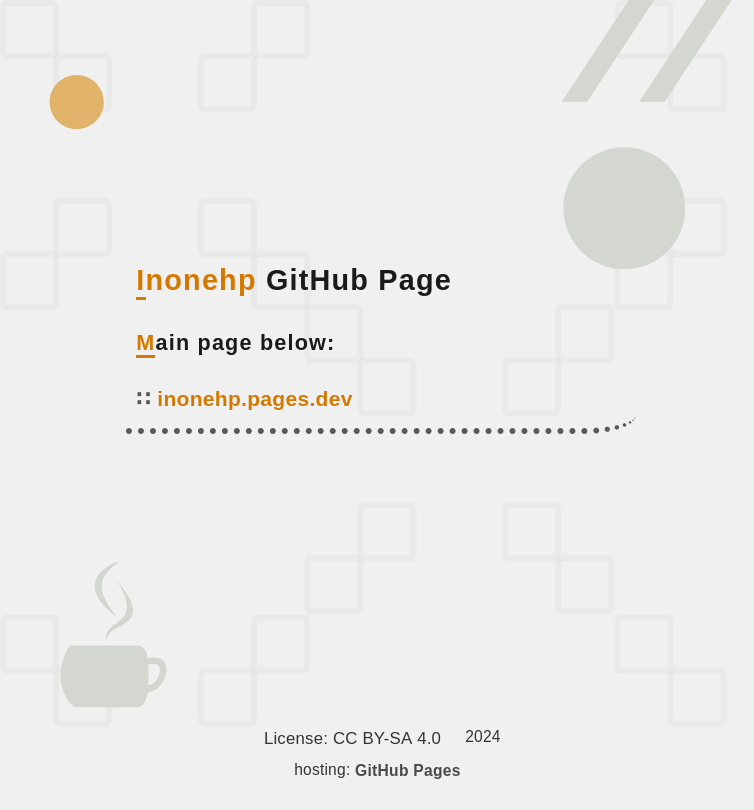 Inonehp GitHub Page
Main page below:
∷ inonehp.pages.dev
License: CC BY-SA 4.0 2024
hosting: GitHub Pages